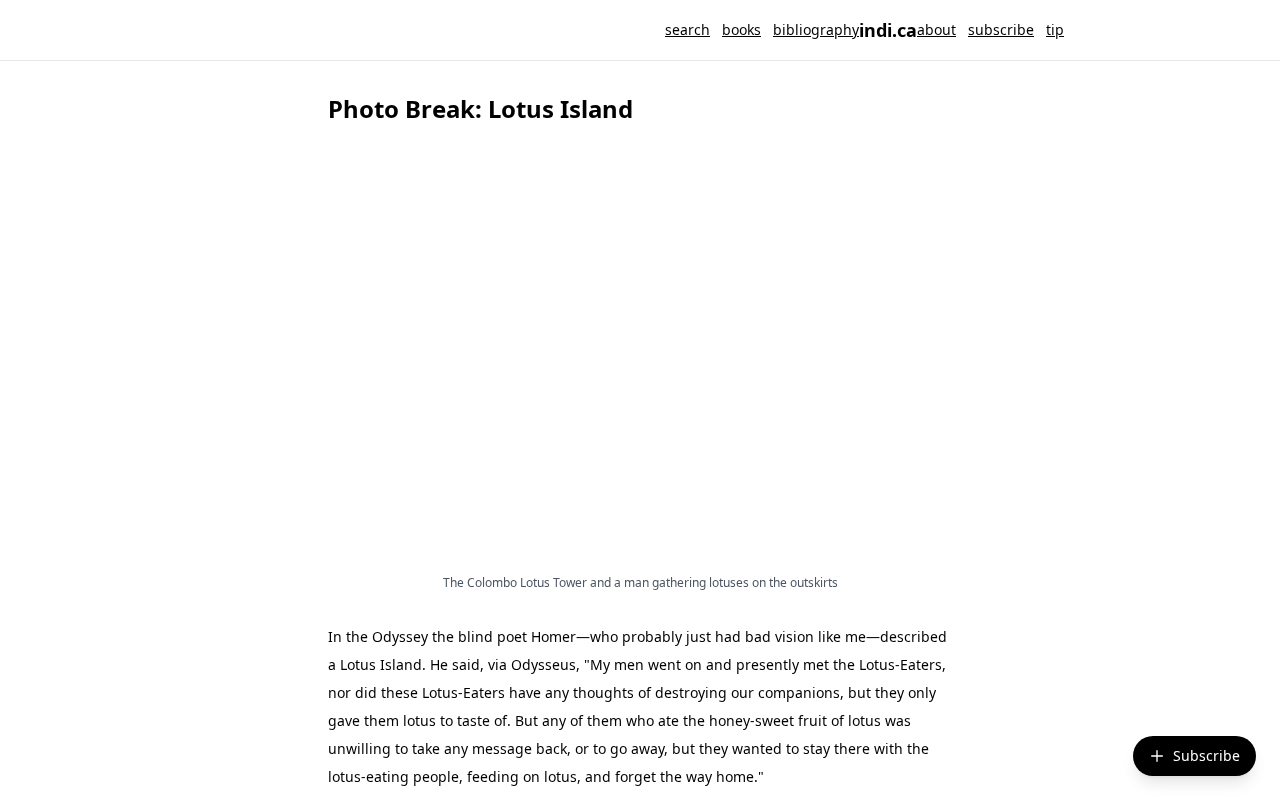 search books bibliography indi.ca about subscribe tip
Photo Break: Lotus Island
The Colombo Lotus Tower and a man gathering lotuses on the outskirts
In the Odyssey the blind poet Homer—who probably just had bad vision like me—described
a Lotus Island. He said, via Odysseus, "My men went on and presently met the Lotus-Eaters,
nor did these Lotus-Eaters have any thoughts of destroying our companions, but they only
gave them lotus to taste of. But any of them who ate the honey-sweet fruit of lotus was
unwilling to take any message back, or to go away, but they wanted to stay there with the
lotus-eating people, feeding on lotus, and forget the way home."
Subscribe